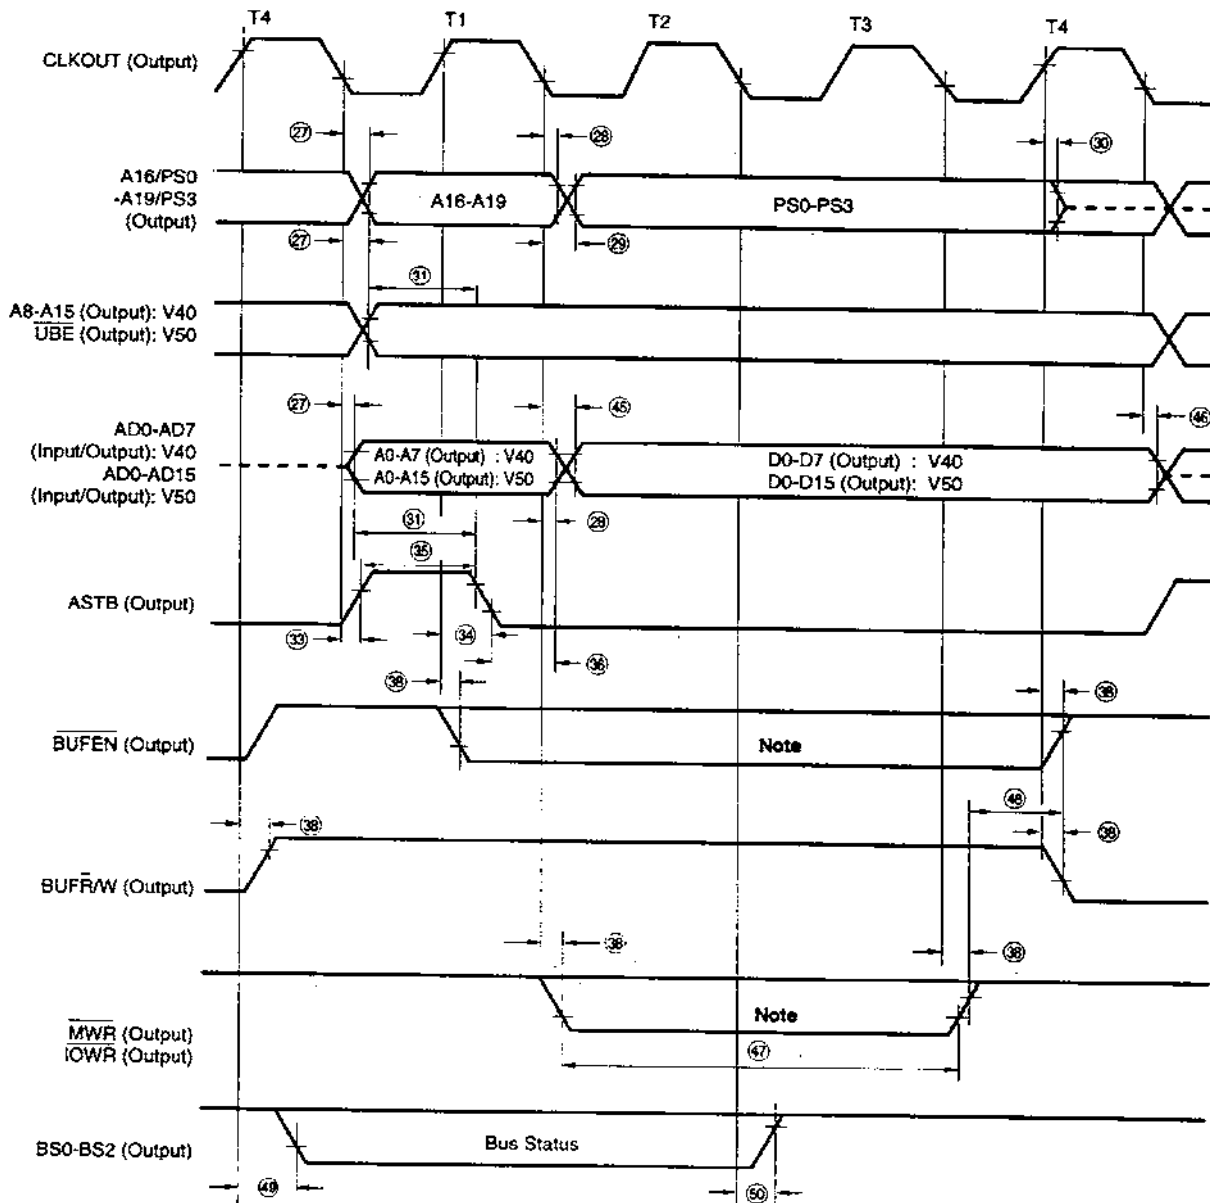 T4 T1 T2 T3 T4
CLKOUT (Output)
27 28 30
A16/PS0
-A19/PS3
(Output)
A16-A19 PS0-PS3
27 29
31
A8-A15 (Output): V40
UBE (Output): V50
27 45 46
AD0-AD7
(Input/Output): V40
AD0-AD15
(Input/Output): V50
A0-A7 (Output) : V40
A0-A15 (Output): V50
D0-D7 (Output) : V40
D0-D15 (Output): V50
31 28
35
ASTB (Output)
33 34 36
38 38
BUFEN (Output) Note
48
38 38
BUFR/W (Output)
38 38
MWR (Output)
IOWR (Output)
Note
47
BS0-BS2 (Output) Bus Status
49 50